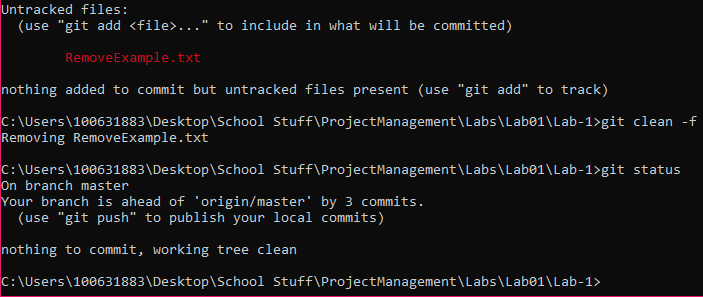 Untracked files:
  (use "git add <file>..." to include in what will be committed)
        RemoveExample.txt
nothing added to commit but untracked files present (use "git add" to track)
C:\Users\100631883\Desktop\School Stuff\ProjectManagement\Labs\Lab01\Lab-1>git clean -f
Removing RemoveExample.txt
C:\Users\100631883\Desktop\School Stuff\ProjectManagement\Labs\Lab01\Lab-1>git status
On branch master
Your branch is ahead of 'origin/master' by 3 commits.
  (use "git push" to publish your local commits)
nothing to commit, working tree clean
C:\Users\100631883\Desktop\School Stuff\ProjectManagement\Labs\Lab01\Lab-1>